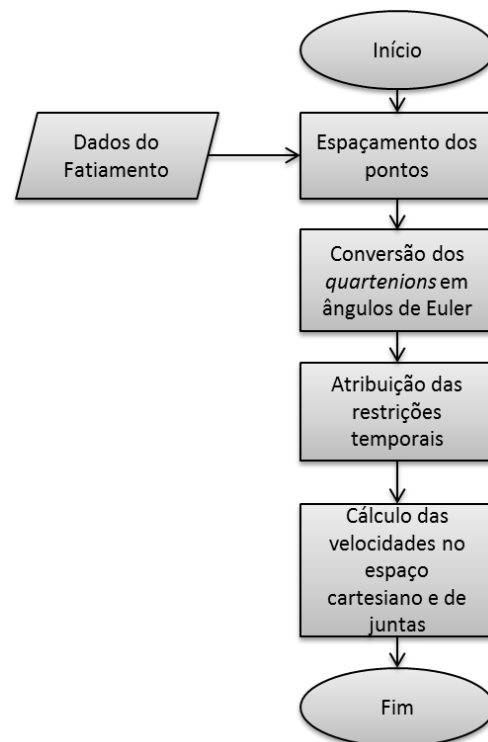 Início
Dados do
Fatiamento
Espaçamento dos
pontos
Conversão dos
quartenions em
ângulos de Euler
Atribuição das
restrições
temporais
Cálculo das
velocidades no
espaço
cartesiano e de
juntas
Fim